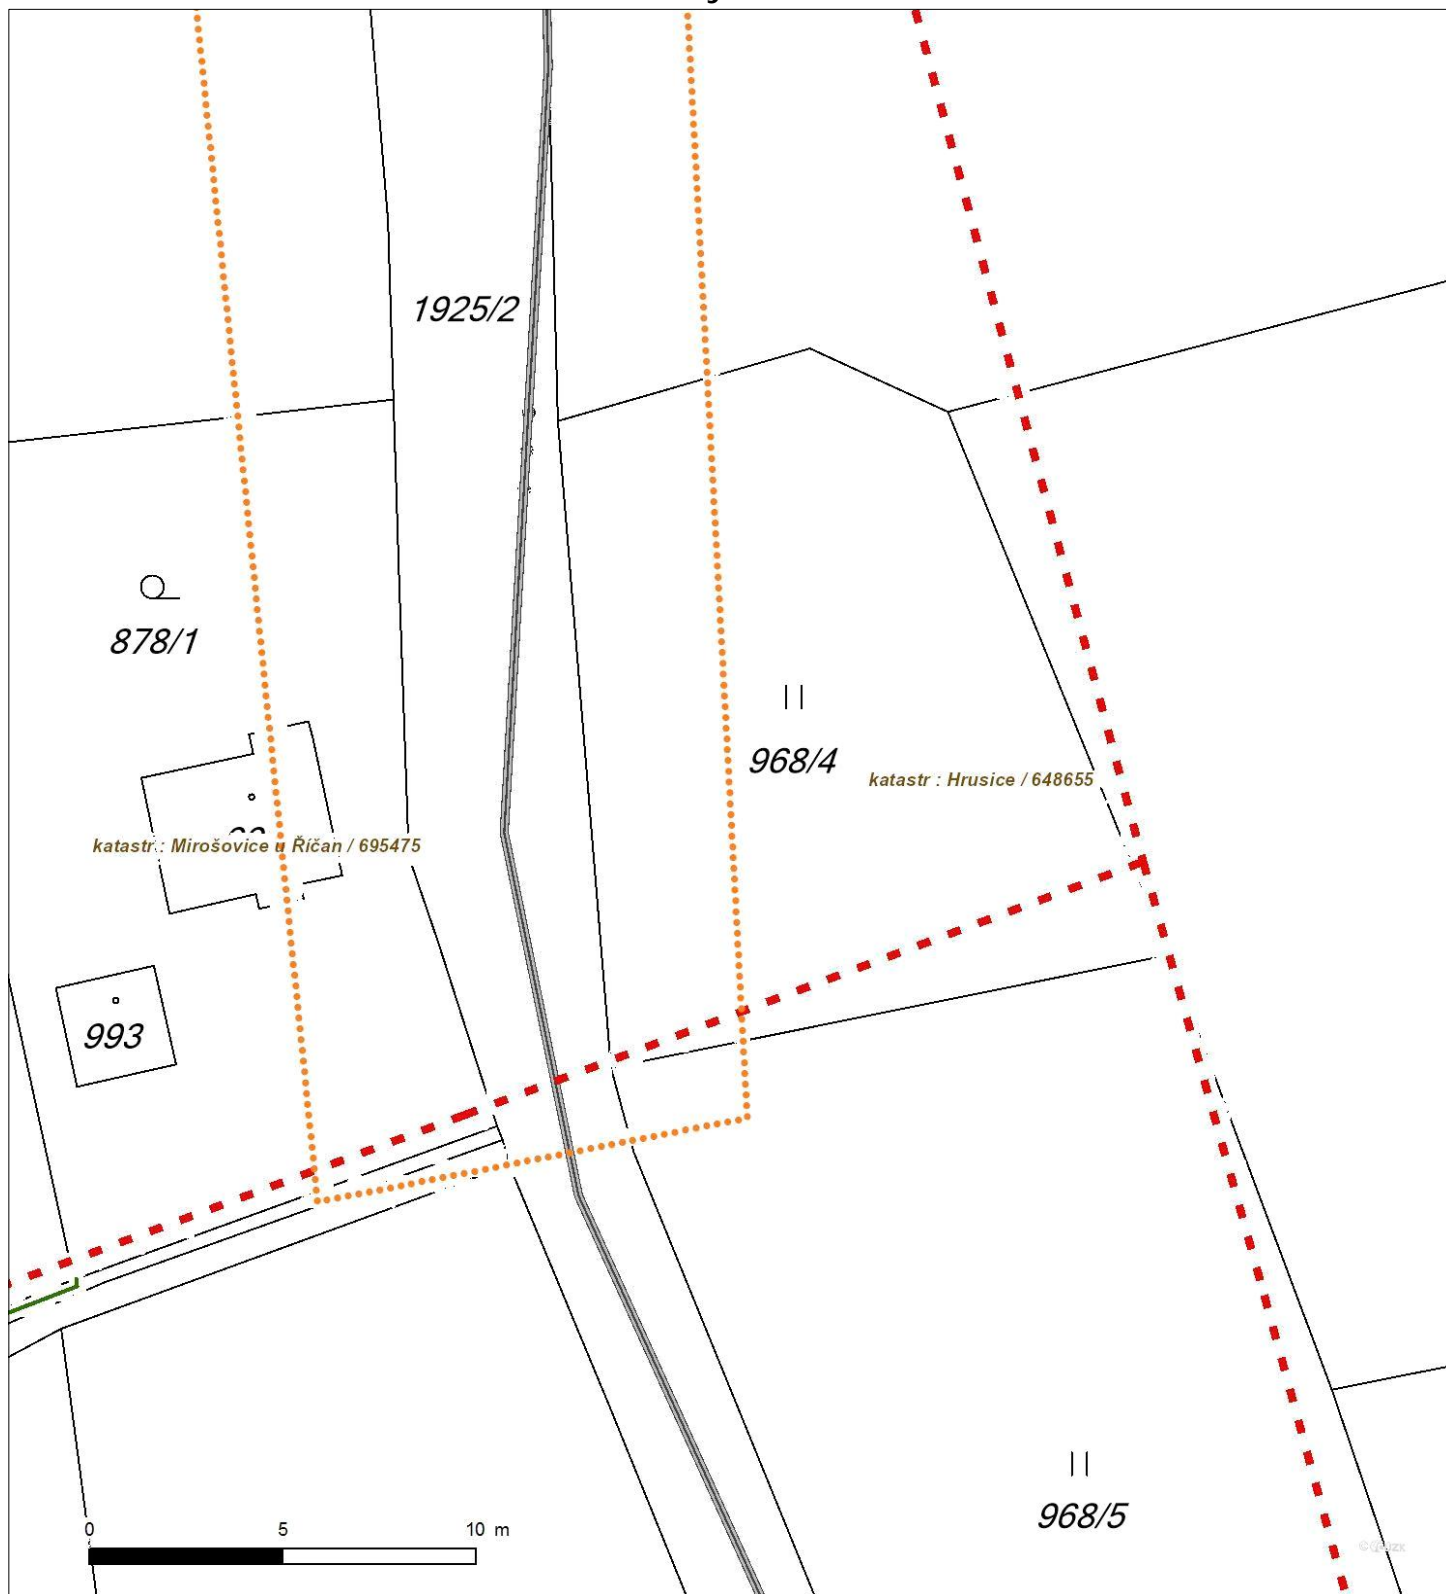 1925/2
878/1
968/4
katastr : Hrusice / 648655
katastr : Mirošovice u Říčan / 695475
993
968/5
0 5 10 m